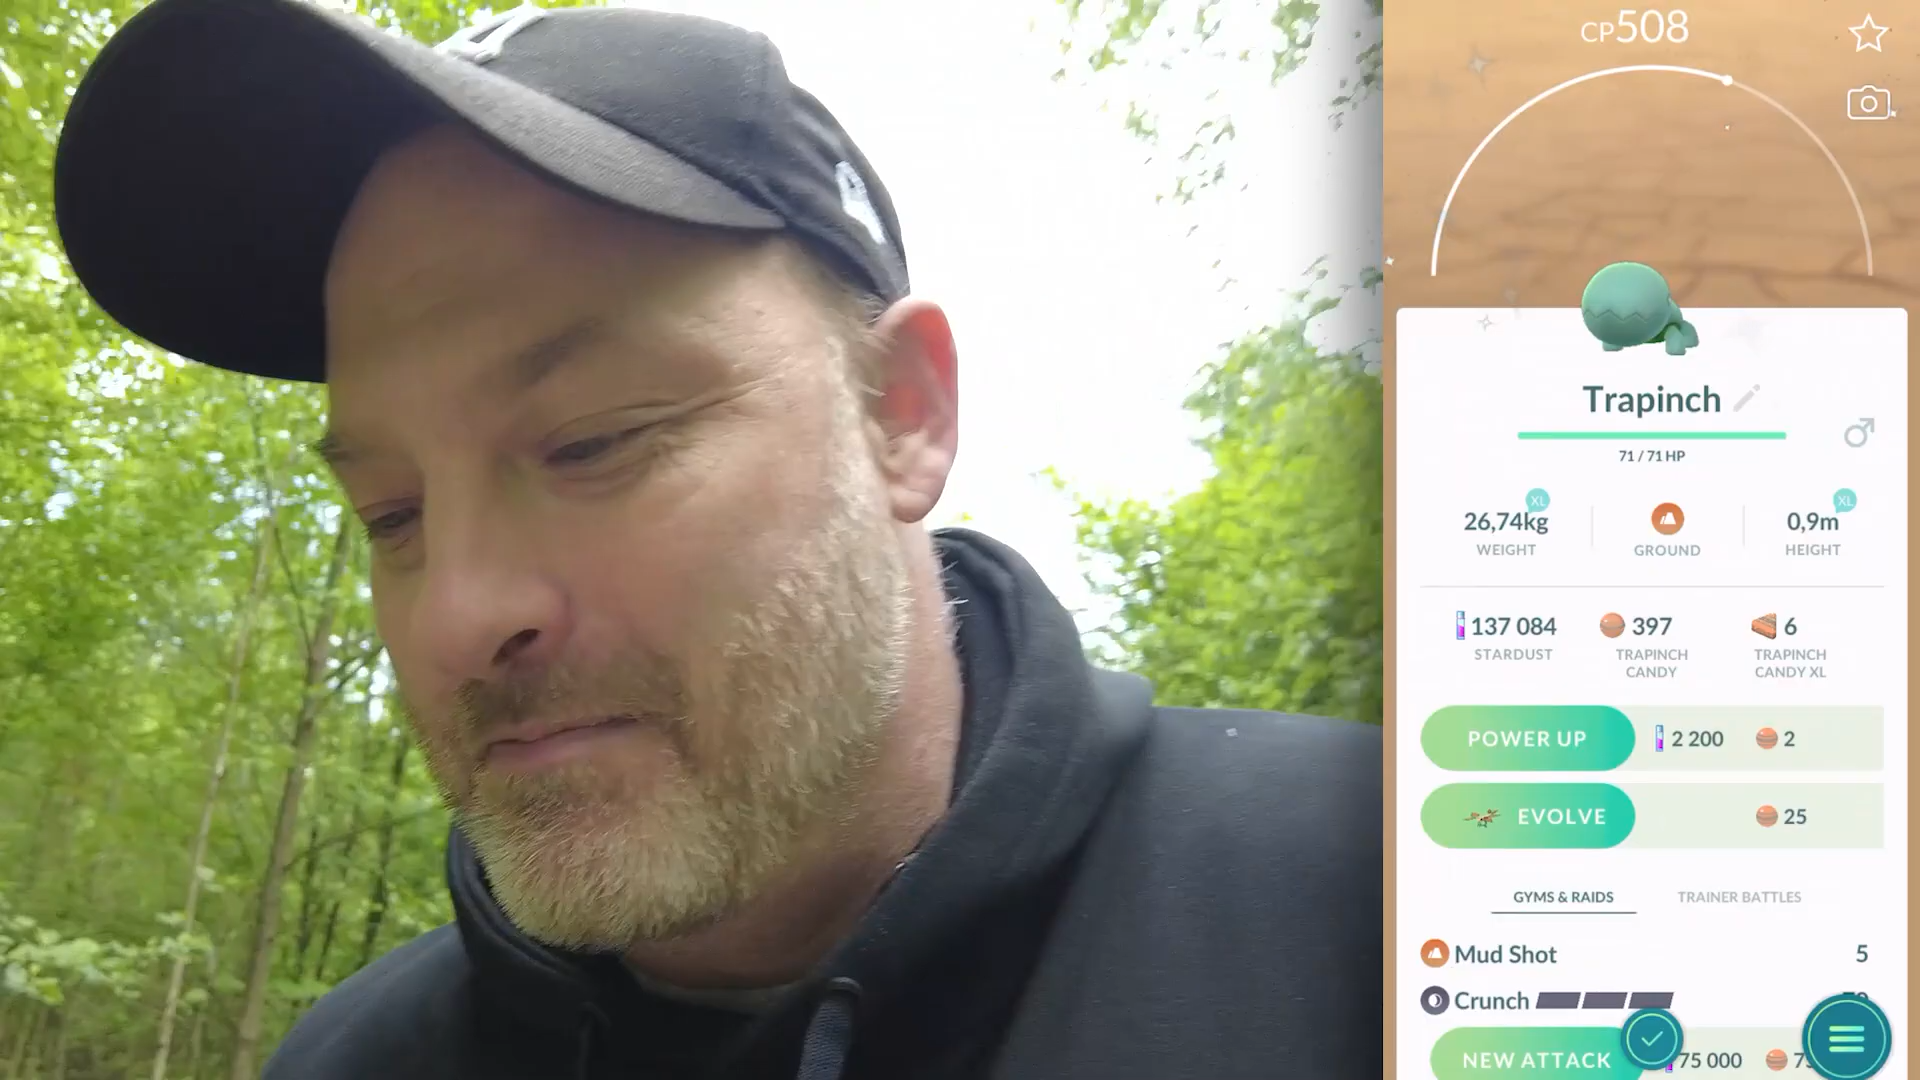 CP508
Trapinch
71 / 71 HP
XL
XL
26,74kg
WEIGHT
GROUND
0,9m
HEIGHT
137 084
STARDUST
397
TRAPINCH
CANDY
6
TRAPINCH
CANDY XL
POWER UP
2 200
2
EVOLVE
25
GYMS & RAIDS
TRAINER BATTLES
Mud Shot
5
Crunch
NEW ATTACK
75 000